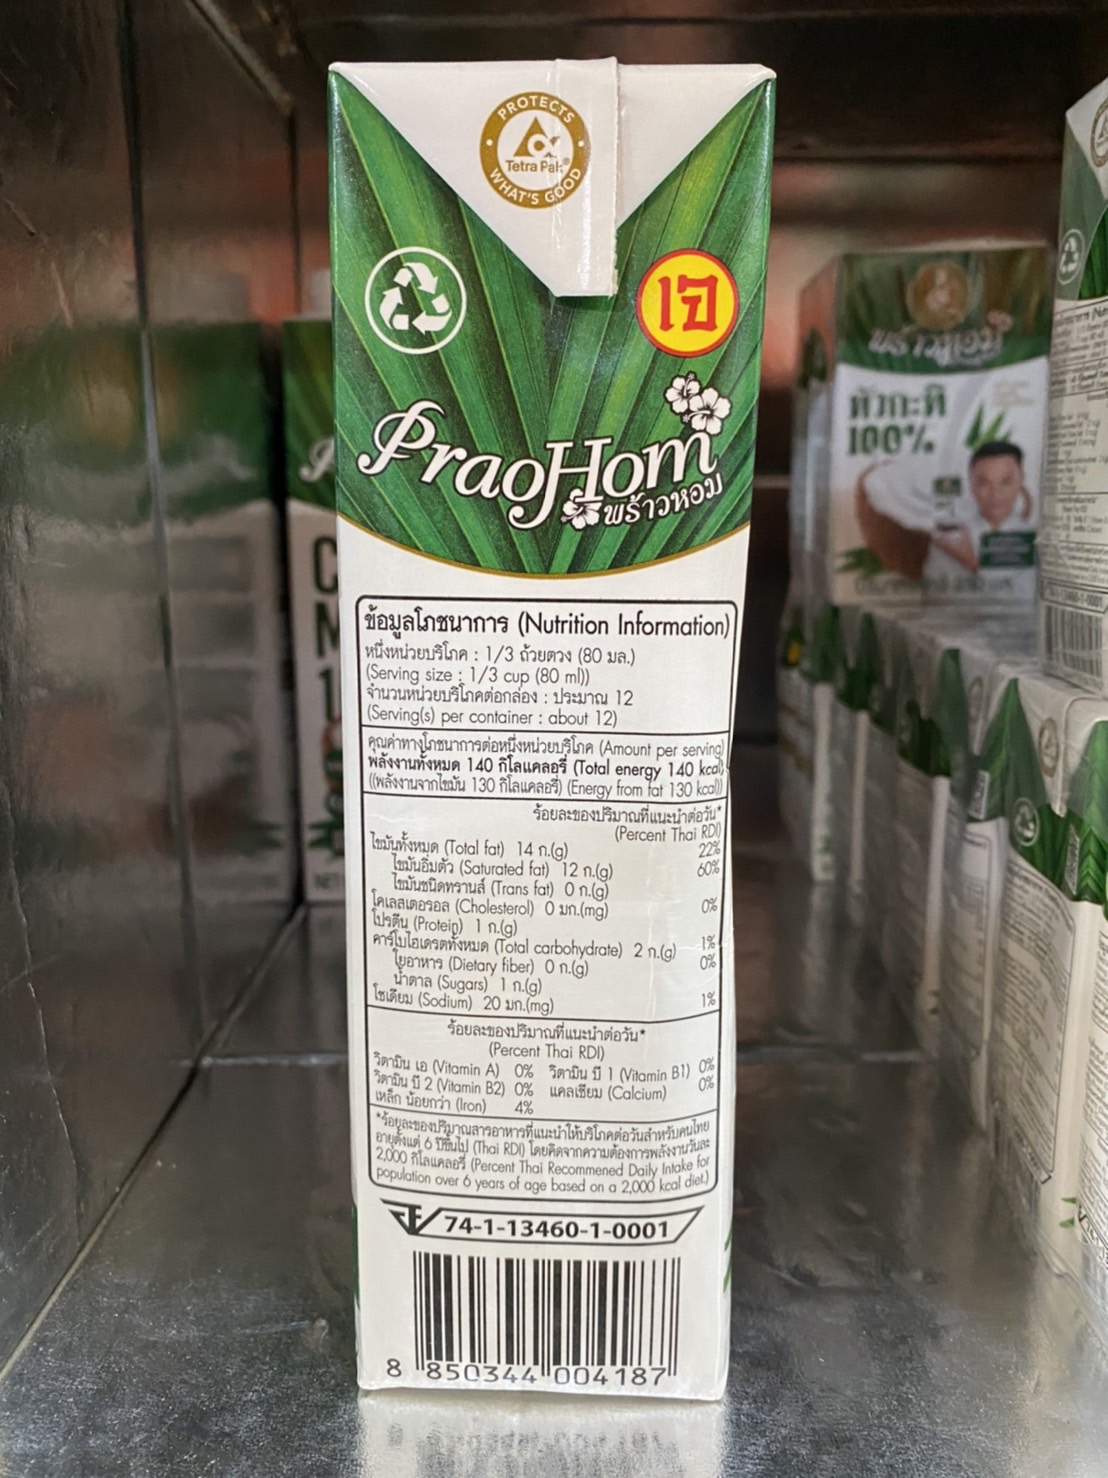 PROTECTS
Tetra Pak®
WHAT'S GOOD
เจ
PraoHom
พร้าวหอม
ข้อมูลโภชนาการ (Nutrition Information)
หนึ่งหน่วยบริโภค : 1/3 ถ้วยตวง (80 มล.)
(Serving size : 1/3 cup (80 ml))
จำนวนหน่วยบริโภคต่อกล่อง : ประมาณ 12
(Serving(s) per container : about 12)
คุณค่าทางโภชนาการต่อหนึ่งหน่วยบริโภค (Amount per serving)
พลังงานทั้งหมด 140 กิโลแคลอรี่ (Total energy 140 kcal)
((พลังงานจากไขมัน 130 กิโลแคลอรี่) (Energy from fat 130 kcal))
ร้อยละของปริมาณที่แนะนำต่อวัน*
(Percent Thai RDI)
ไขมันทั้งหมด (Total fat) 14 ก.(g) 22%
ไขมันอิ่มตัว (Saturated fat) 12 ก.(g) 60%
ไขมันชนิดทรานส์ (Trans fat) 0 ก.(g)
โคเลสเตอรอล (Cholesterol) 0 มก.(mg) 0%
โปรตีน (Protein) 1 ก.(g)
คาร์โบไฮเดรตทั้งหมด (Total carbohydrate) 2 ก.(g) 1%
ใยอาหาร (Dietary fiber) 0 ก.(g) 0%
น้ำตาล (Sugars) 1 ก.(g)
โซเดียม (Sodium) 20 มก.(mg) 1%
ร้อยละของปริมาณที่แนะนำต่อวัน*
(Percent Thai RDI)
วิตามิน เอ (Vitamin A) 0% วิตามิน บี 1 (Vitamin B1) 0%
วิตามิน บี 2 (Vitamin B2) 0% แคลเซียม (Calcium) 0%
เหล็ก น้อยกว่า (Iron) 4%
*ร้อยละของปริมาณสารอาหารที่แนะนำให้บริโภคต่อวันสำหรับคนไทย
อายุตั้งแต่ 6 ปีขึ้นไป (Thai RDI) โดยคิดจากความต้องการพลังงานวันละ
2,000 กิโลแคลอรี่ (Percent Thai Recommened Daily Intake for
population over 6 years of age based on a 2,000 kcal diet.)
74-1-13460-1-0001
8 850344 004187
พร้าวหอม
หัวกะทิ
100%